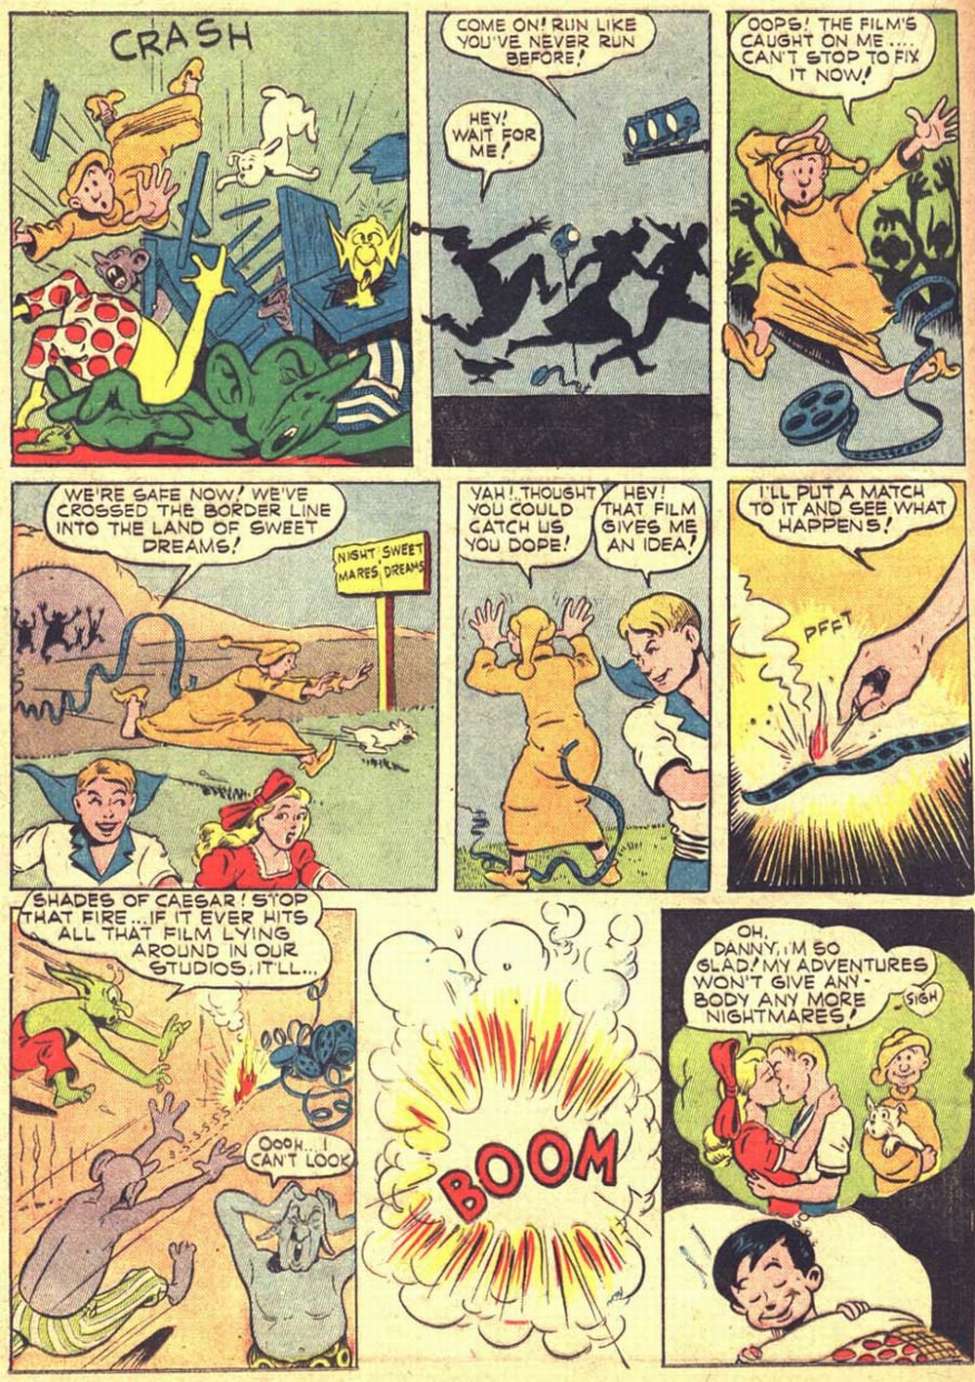 CRASH
COME ON! RUN LIKE
YOU'VE NEVER RUN
BEFORE!
HEY!
WAIT FOR
ME!
OOPS! THE FILM'S
CAUGHT ON ME....
CAN'T STOP TO FIX
IT NOW!
WE'RE SAFE NOW! WE'VE
CROSSED THE BORDER LINE
INTO THE LAND OF SWEET
DREAMS!
NIGHT SWEET
MARES DREAMS
YAH! THOUGHT
YOU COULD
CATCH US
YOU DOPE!
HEY!
THAT FILM
GIVES ME
AN IDEA!
I'LL PUT A MATCH
TO IT AND SEE WHAT
HAPPENS!
PFFT
SHADES OF CAESAR! STOP
THAT FIRE...IF IT EVER HITS
ALL THAT FILM LYING
AROUND IN OUR
STUDIOS, IT'LL...
S-S-S-S-S-S
OOOH...I
CAN'T LOOK
BOOM
OH,
DANNY, I'M SO
GLAD! MY ADVENTURES
WON'T GIVE ANY-
BODY ANY MORE
NIGHTMARES!
SIGH